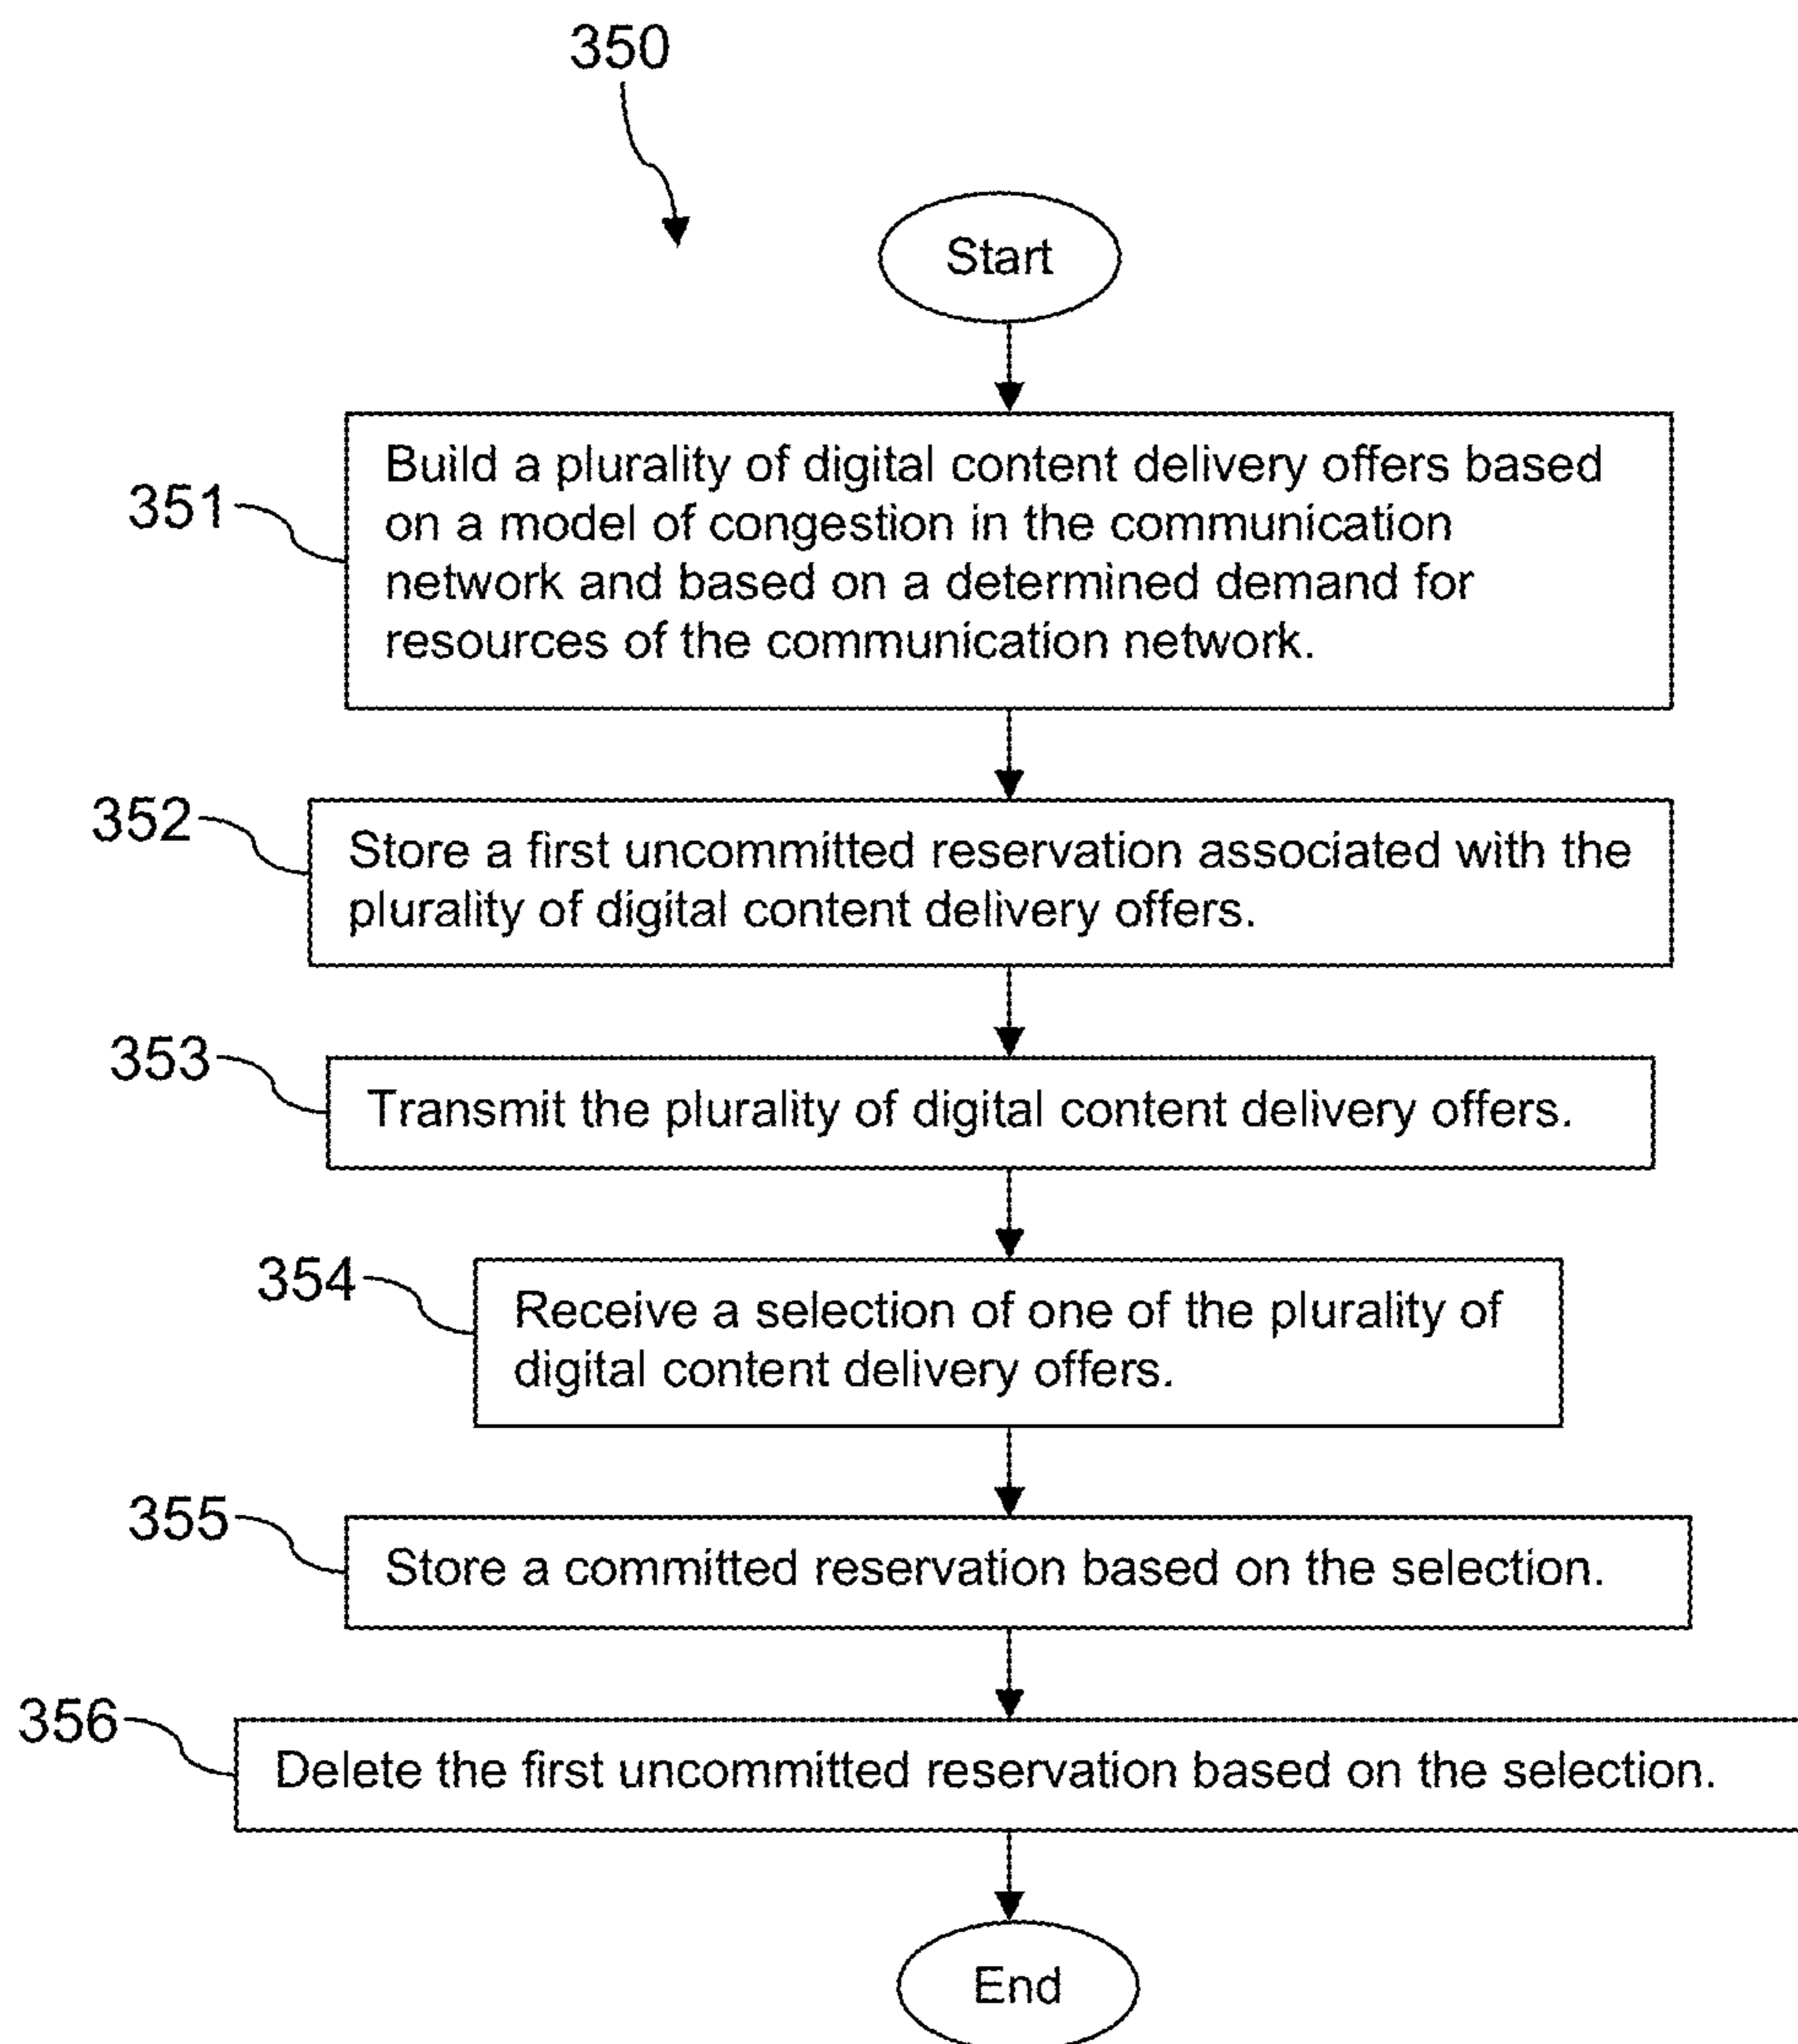 350
Start
351
Build a plurality of digital content delivery offers based
on a model of congestion in the communication
network and based on a determined demand for
resources of the communication network.
352
Store a first uncommitted reservation associated with the
plurality of digital content delivery offers.
353
Transmit the plurality of digital content delivery offers.
354
Receive a selection of one of the plurality of
digital content delivery offers.
355
Store a committed reservation based on the selection.
356
Delete the first uncommitted reservation based on the selection.
End